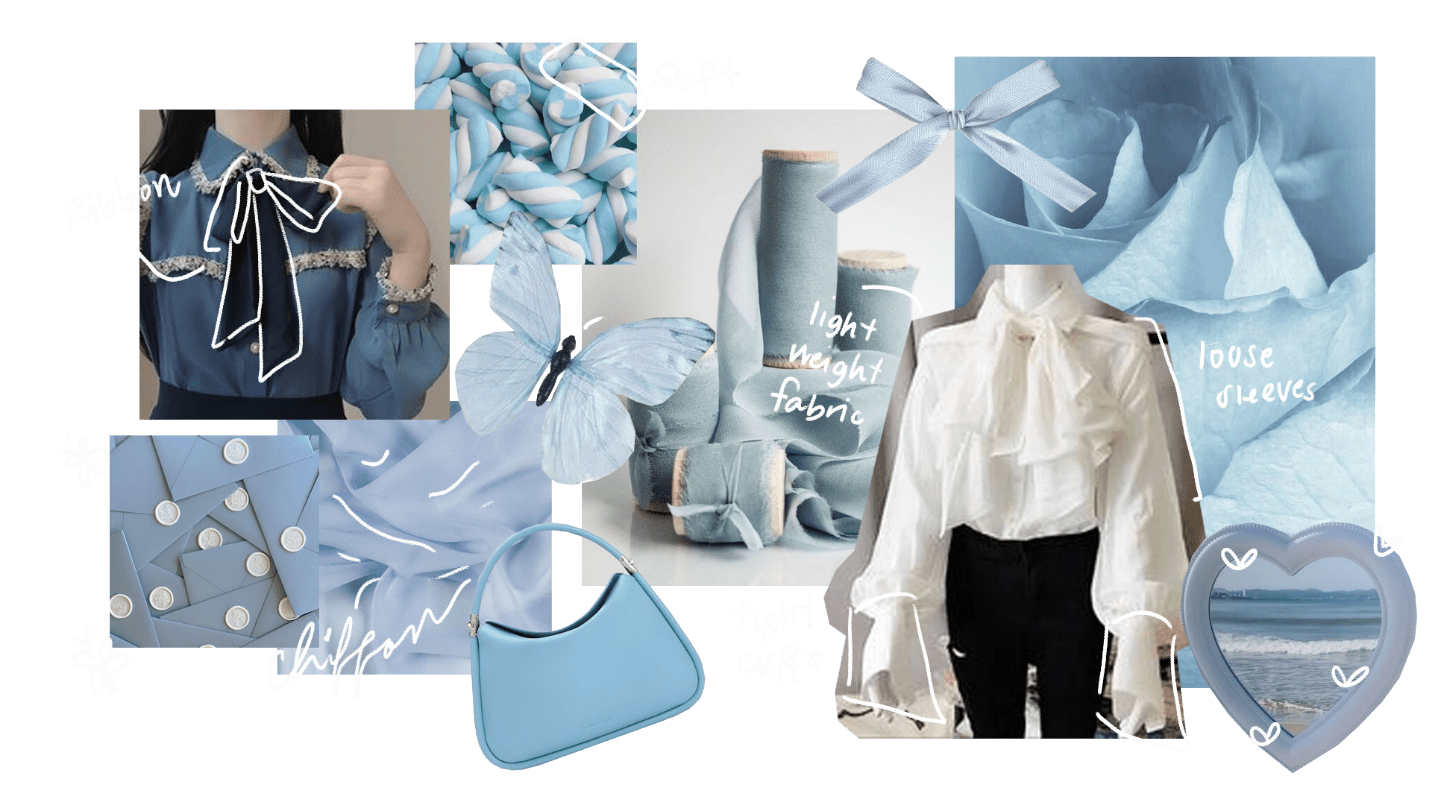 Ribbon
soft
light
weight
fabric
loose
sleeves
chiffon
tight
cuffs